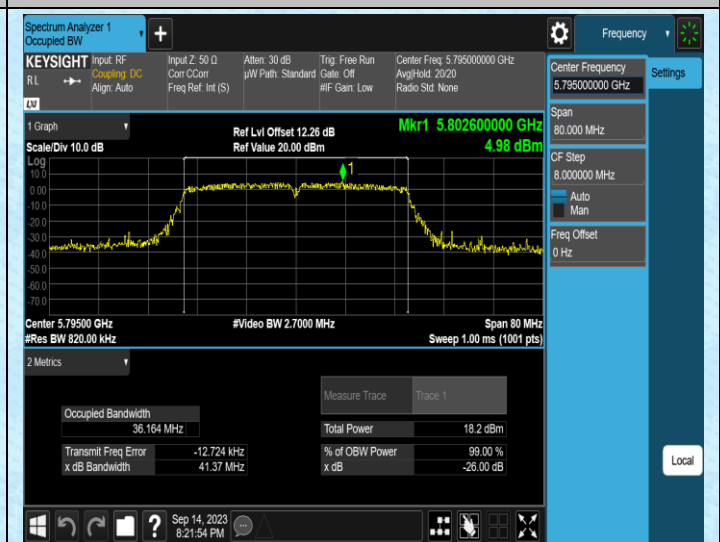 Spectrum Analyzer 1
Occupied BW
+
Frequency
KEYSIGHT
RL
LXI
Input: RF
Coupling: DC
Align: Auto
Input Z: 50 Ω
Corr CCorr
Freq Ref: Int (S)
Atten: 30 dB
µW Path: Standard
Trig: Free Run
Gate: Off
#IF Gain: Low
Center Freq: 5.795000000 GHz
Avg|Hold: 20/20
Radio Std: None
Center Frequency
5.795000000 GHz
Settings
Span
80.000 MHz
CF Step
8.000000 MHz
Auto
Man
Freq Offset
0 Hz
1 Graph
Scale/Div 10.0 dB
Ref Lvl Offset 12.26 dB
Ref Value 20.00 dBm
Mkr1 5.802600000 GHz
4.98 dBm
Log
10.0
0.00
-10.0
-20.0
-30.0
-40.0
-50.0
-60.0
-70.0
1
Center 5.79500 GHz
#Res BW 820.00 kHz
#Video BW 2.7000 MHz
Span 80 MHz
Sweep 1.00 ms (1001 pts)
2 Metrics
Measure Trace
Trace 1
Occupied Bandwidth
36.164 MHz
Total Power
18.2 dBm
Transmit Freq Error
-12.724 kHz
% of OBW Power
99.00 %
x dB Bandwidth
41.37 MHz
x dB
-26.00 dB
Local
?
Sep 14, 2023
8:21:54 PM